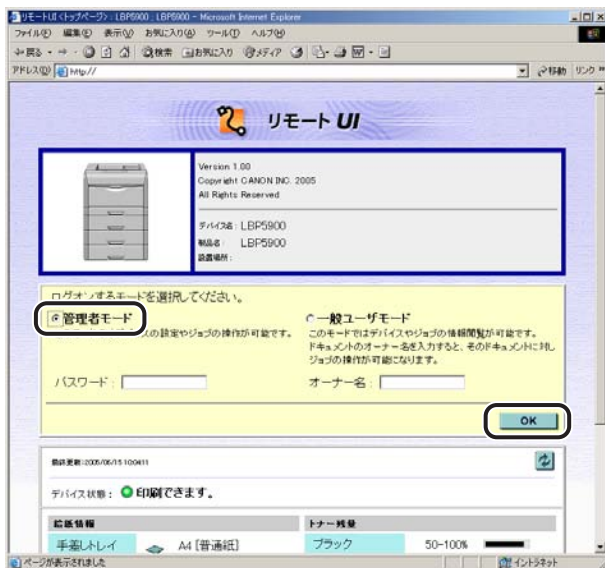 リモートUI <トップページ> : LBP5900 ; LBP5900 - Microsoft Internet Explorer
ファイル(F) 編集(E) 表示(V) お気に入り(A) ツール(T) ヘルプ(H)
戻る 検索 お気に入り メディア
アドレス(D) http:// 移動 リンク »
リモート UI
Version 1.00
Copyright CANON INC. 2005
All Rights Reserved
デバイス名 : LBP5900
製品名 : LBP5900
設置場所 :
ログオンするモードを選択してください。
管理者モード
スの設定やジョブの操作が可能です。
パスワード :
一般ユーザモード
このモードではデバイスやジョブの情報閲覧が可能です。
ドキュメントのオーナー名を入力すると、そのドキュメントに対し
ジョブの操作が可能になります。
オーナー名 :
OK
最終更新 : 2005/06/15 10:04:11
デバイス状態 : 印刷できます。
給紙情報
手差しトレイ A4 [普通紙]
トナー残量
ブラック 50-100%
ページが表示されました
イントラネット